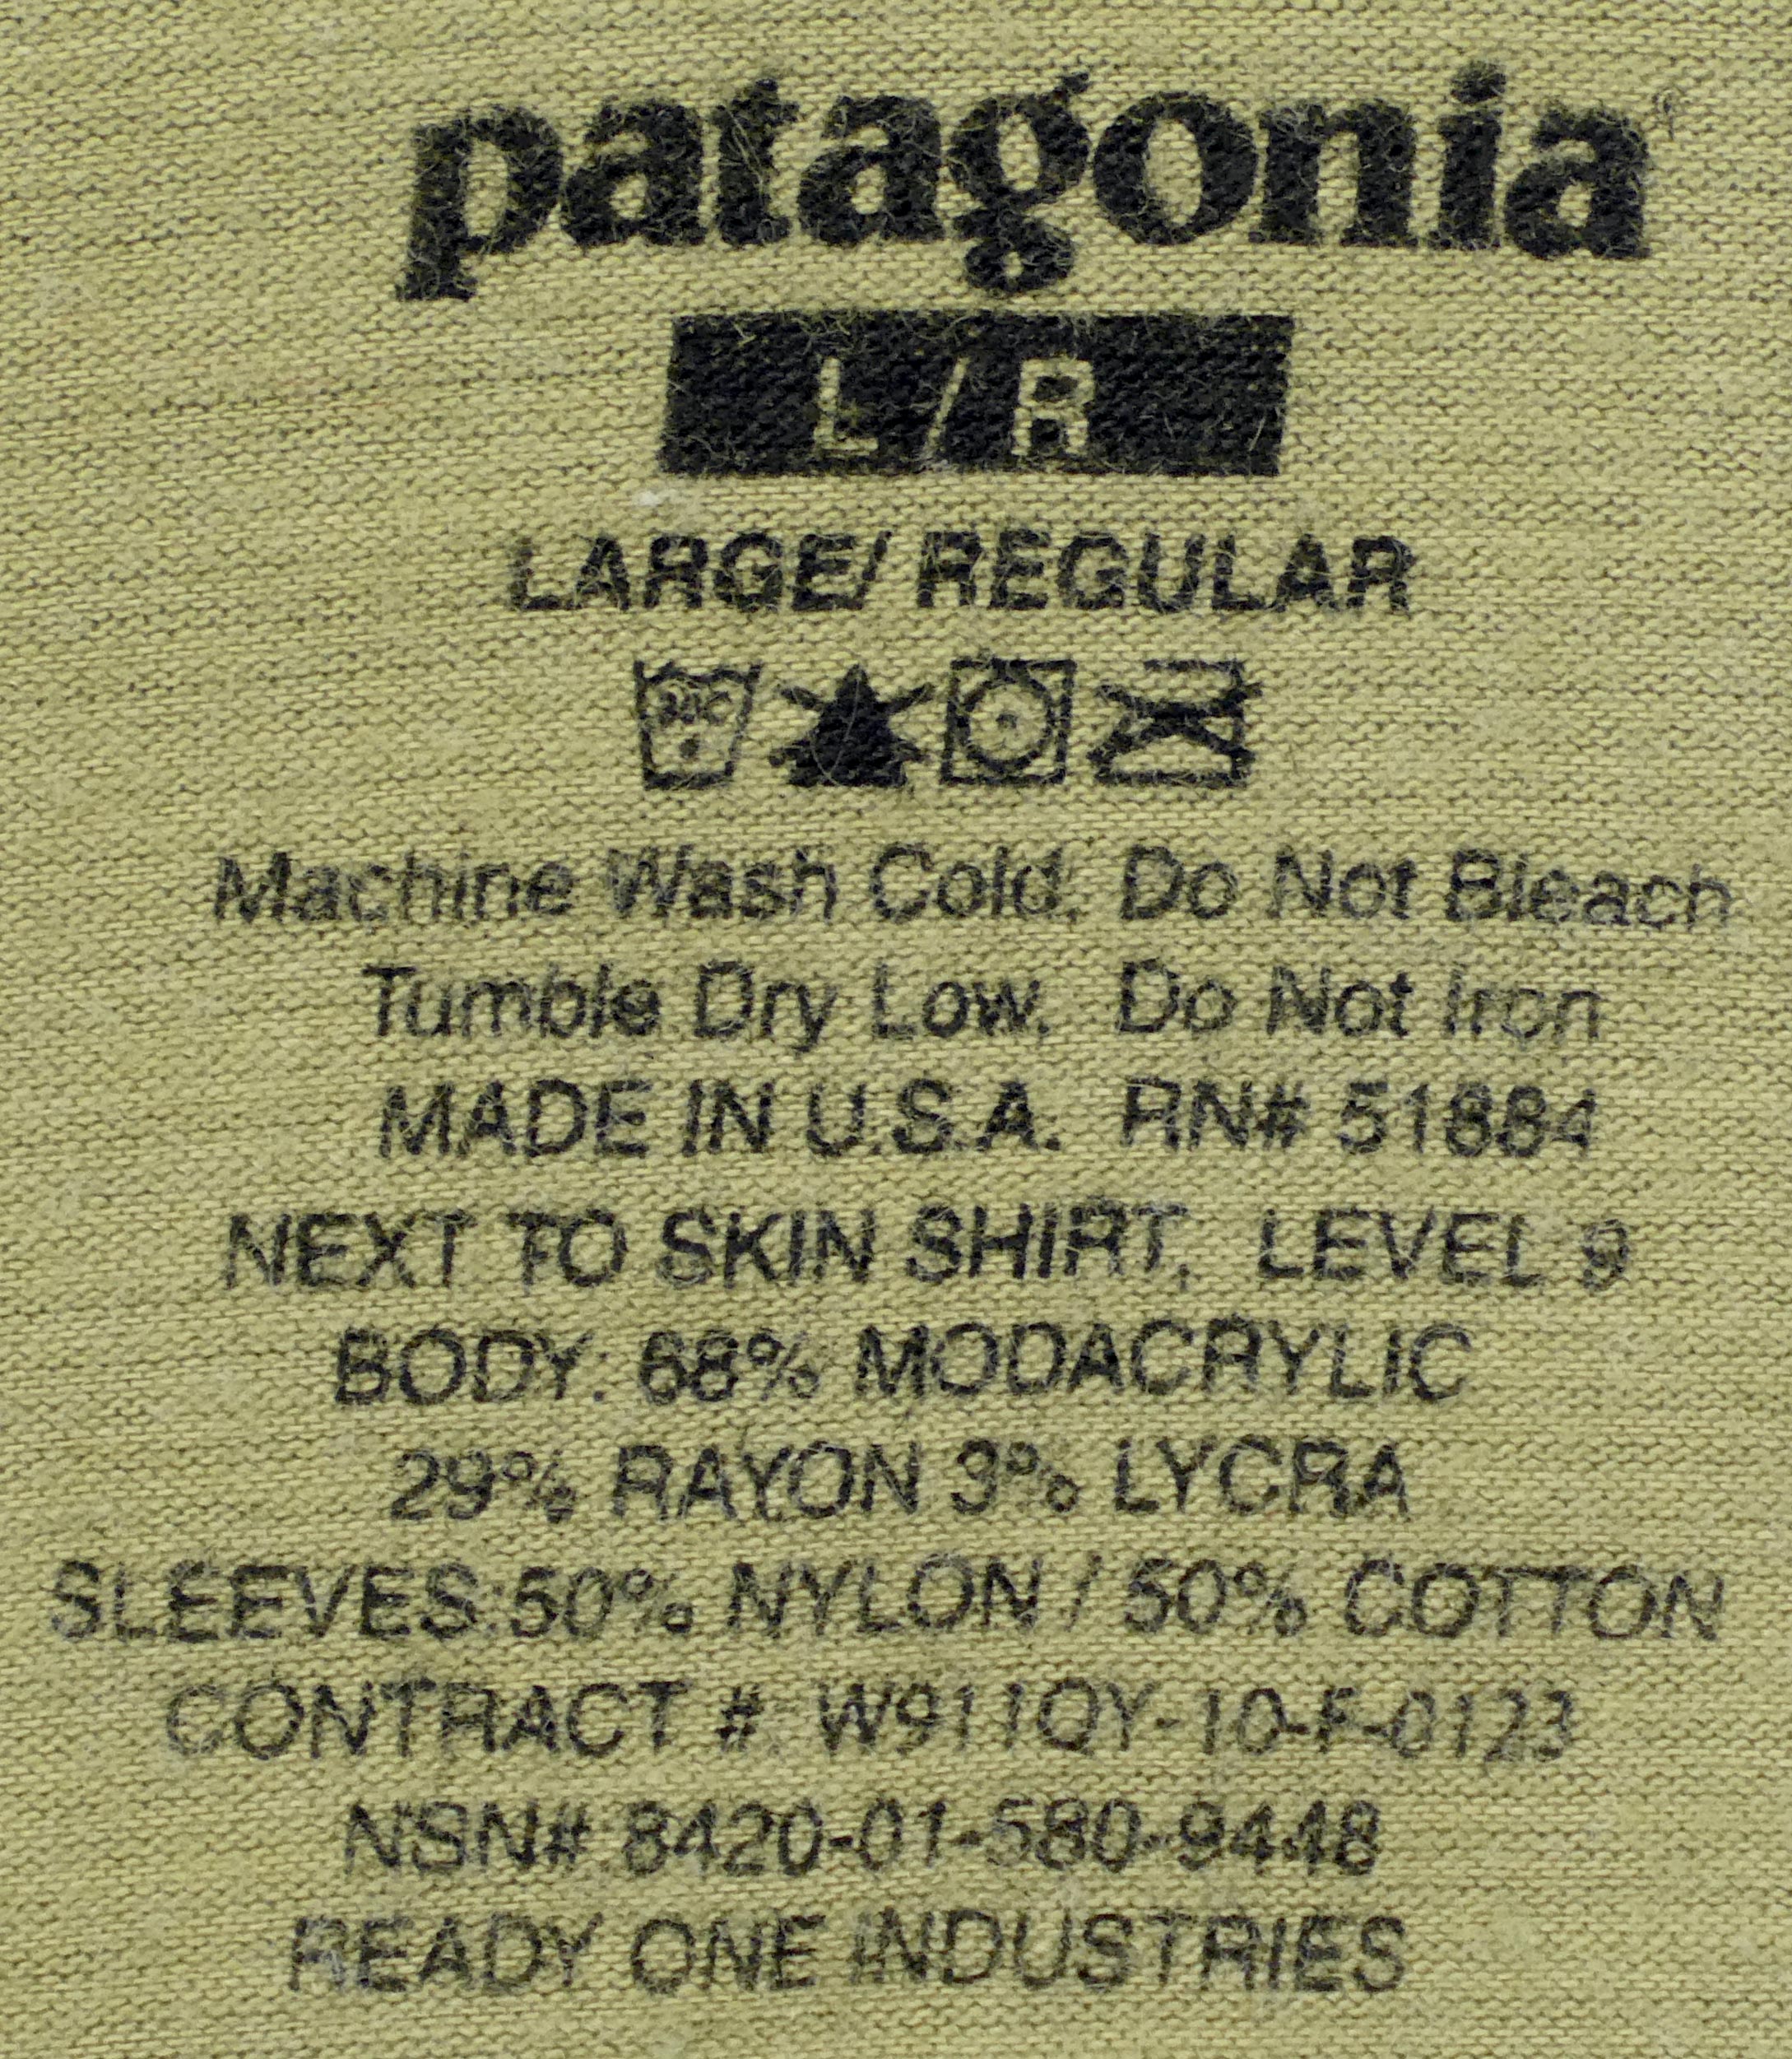 patagonia
L/R
LARGE/ REGULAR
30°C
Machine Wash Cold. Do Not Bleach
Tumble Dry Low. Do Not Iron
MADE IN U.S.A. RN# 51884
NEXT TO SKIN SHIRT, LEVEL 9
BODY: 68% MODACRYLIC
29% RAYON 3% LYCRA
SLEEVES:50% NYLON / 50% COTTON
CONTRACT # W911QY-10-F-0123
NSN# 8420-01-580-9448
READY ONE INDUSTRIES